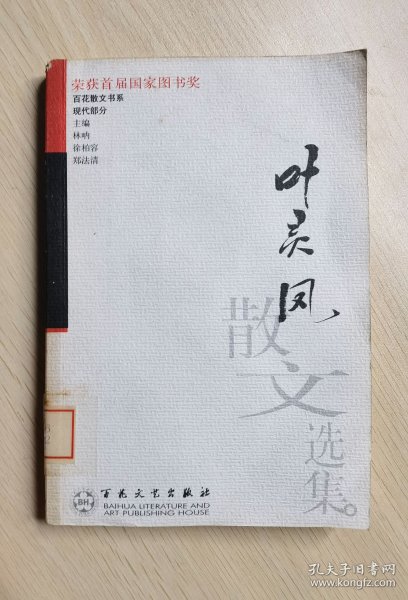 荣获首届国家图书奖
百花散文书系
现代部分
主编
林呐
徐柏容
郑法清
叶灵凤
散文选集。
BH
百花文艺出版社
BAIHUA LITERATURE AND
ART PUBLISHING HOUSE
孔夫子旧书网
www.kongfz.com